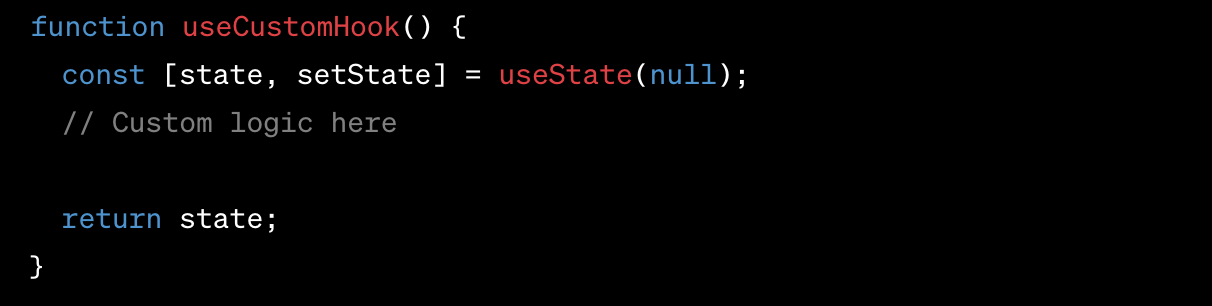 function useCustomHook() {
  const [state, setState] = useState(null);
  // Custom logic here

  return state;
}